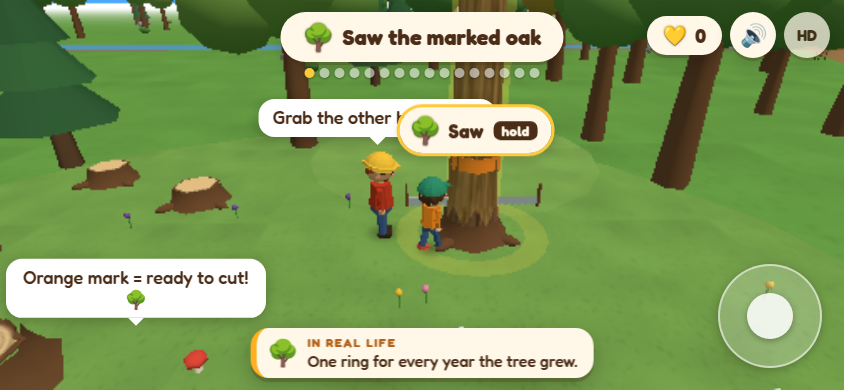 Saw the marked oak
0
HD
Grab the other
Saw hold
Orange mark = ready to cut!
IN REAL LIFE
One ring for every year the tree grew.